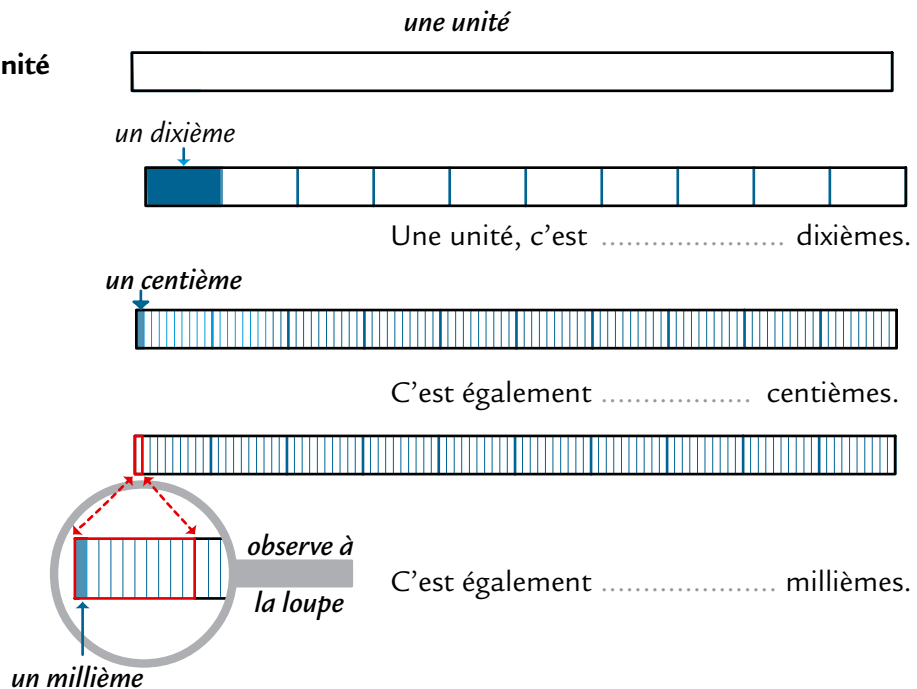 une unité
nité
un dixième
Une unité, c’est ...................... dixièmes.
un centième
C’est également .................. centièmes.
observe à
la loupe
C’est également ..................... millièmes.
un millième